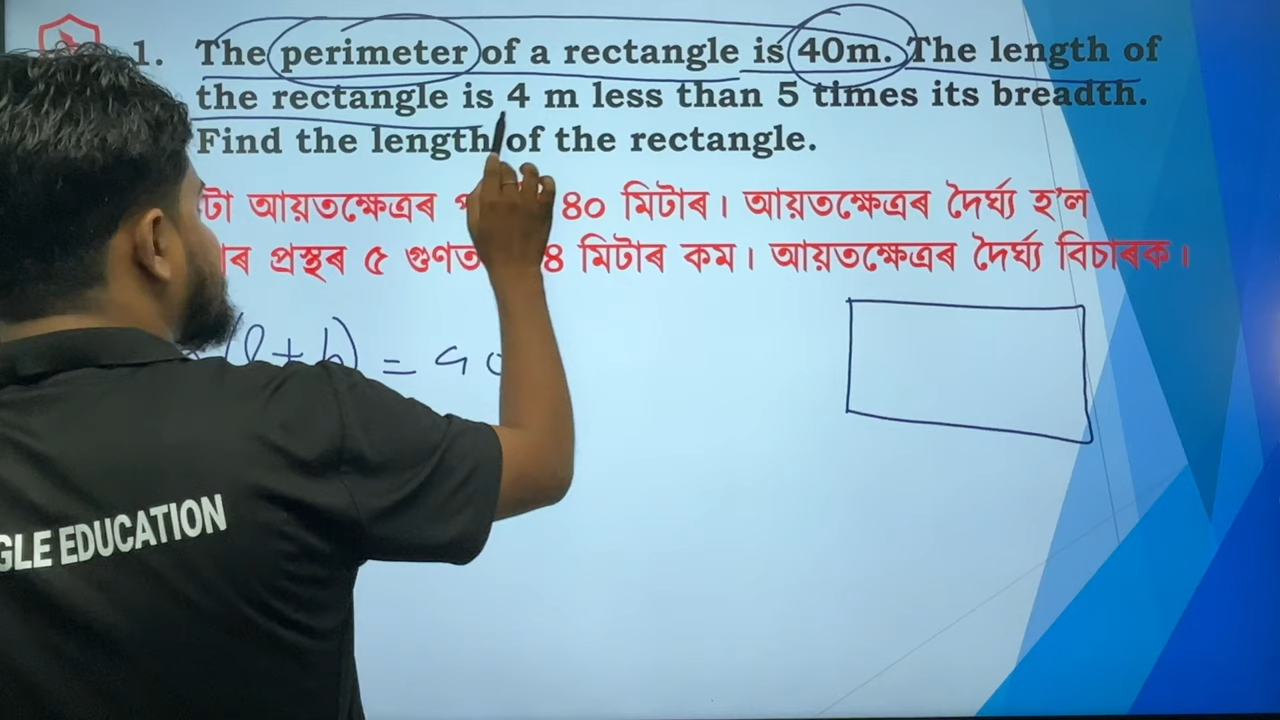 1. The perimeter of a rectangle is 40m. The length of
the rectangle is 4 m less than 5 times its breadth.
Find the length of the rectangle.
টা আয়তক্ষেত্ৰৰ ৪০ মিটাৰ। আয়তক্ষেত্ৰৰ দৈৰ্ঘ্য হ'ল
প্ৰস্থৰ ৫ গুণত ৪ মিটাৰ কম। আয়তক্ষেত্ৰৰ দৈৰ্ঘ্য বিচাৰক।
(l + b) = 40
GLE EDUCATION